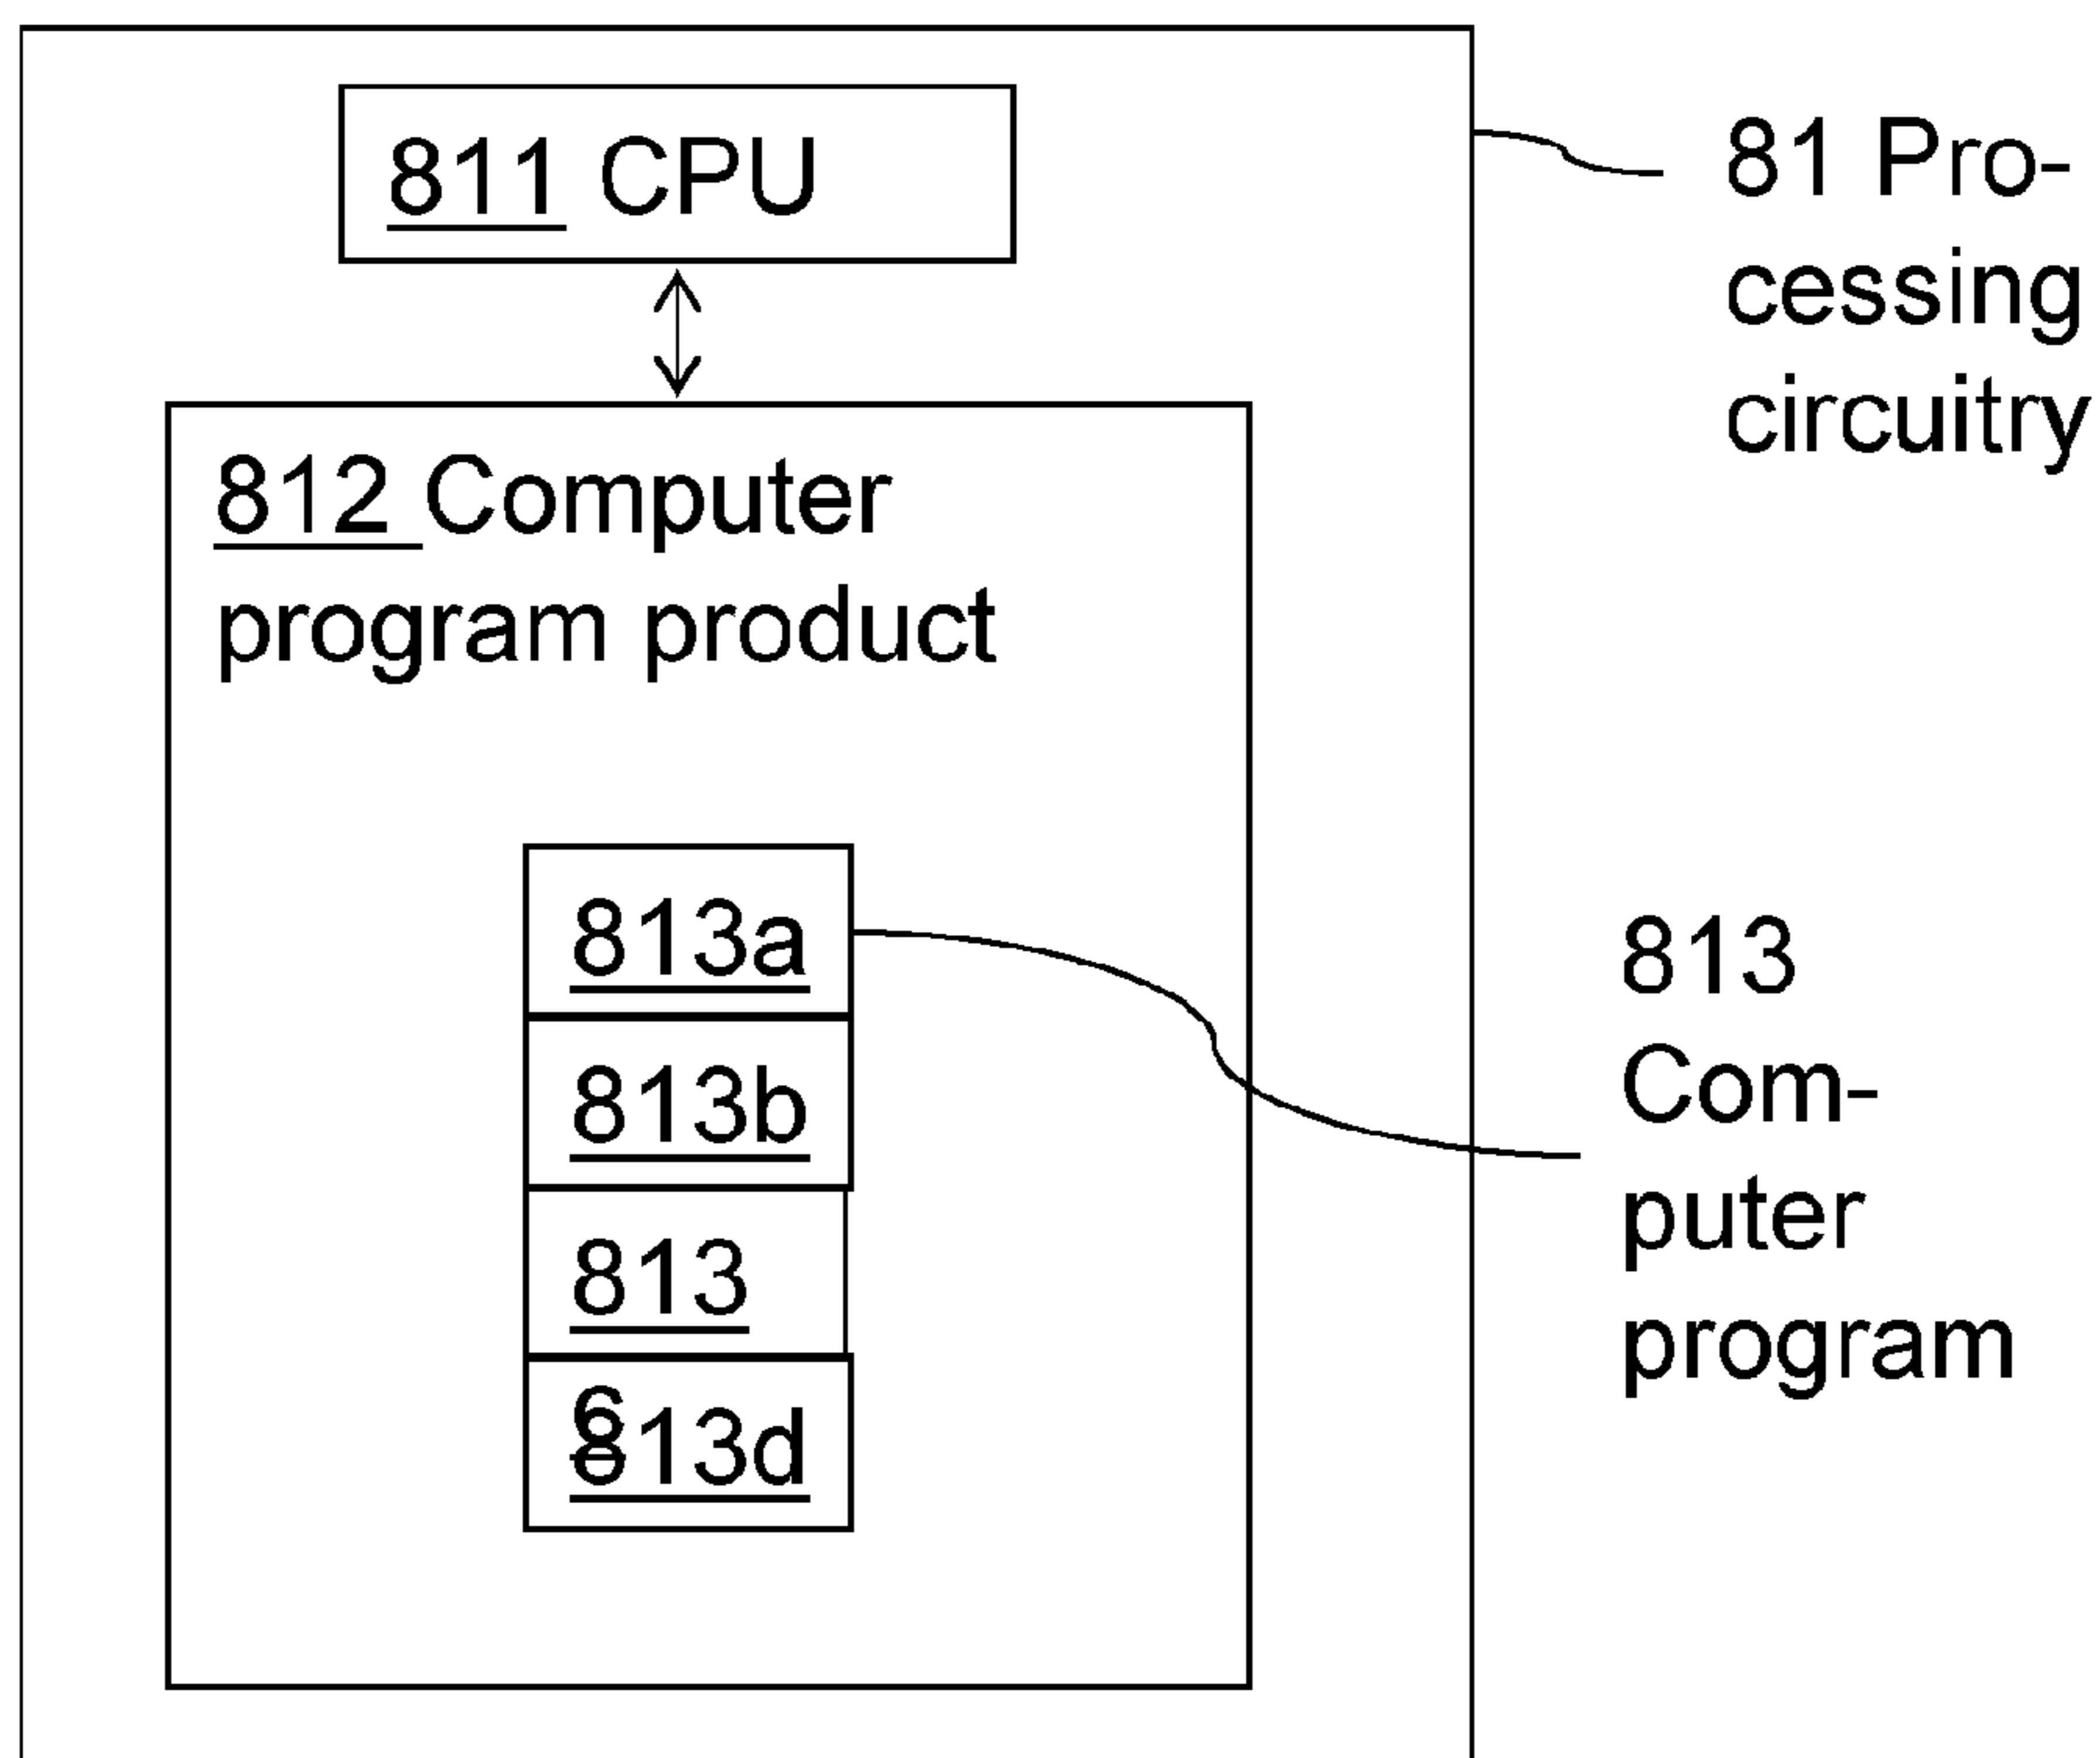 811 CPU
81 Pro-
cessing
circuitry
812 Computer
program product
813a
813b
813
813d
813
Com-
puter
program